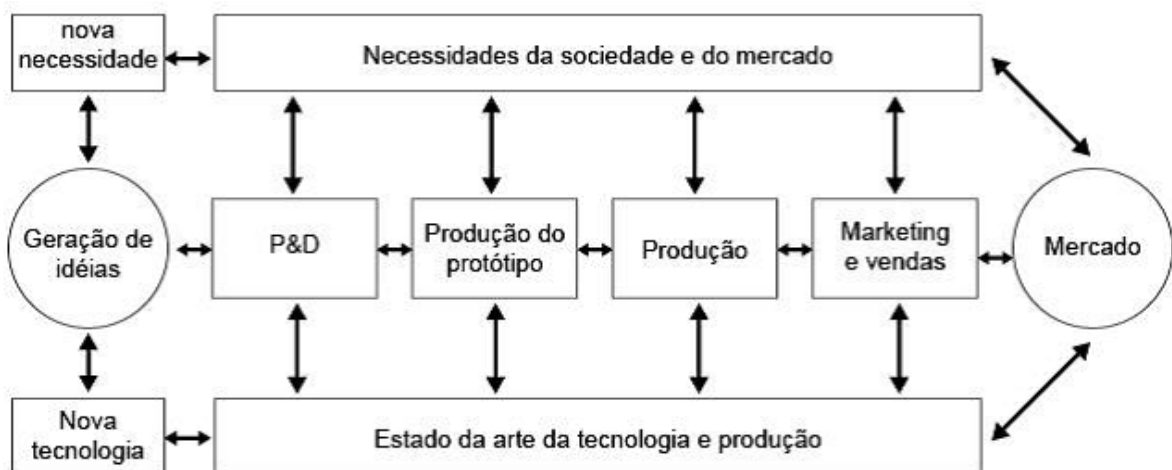 nova
necessidade
Necessidades da sociedade e do mercado
Geração de
idéias
P&D
Produção do
protótipo
Produção
Marketing
e vendas
Mercado
Nova
tecnologia
Estado da arte da tecnologia e produção